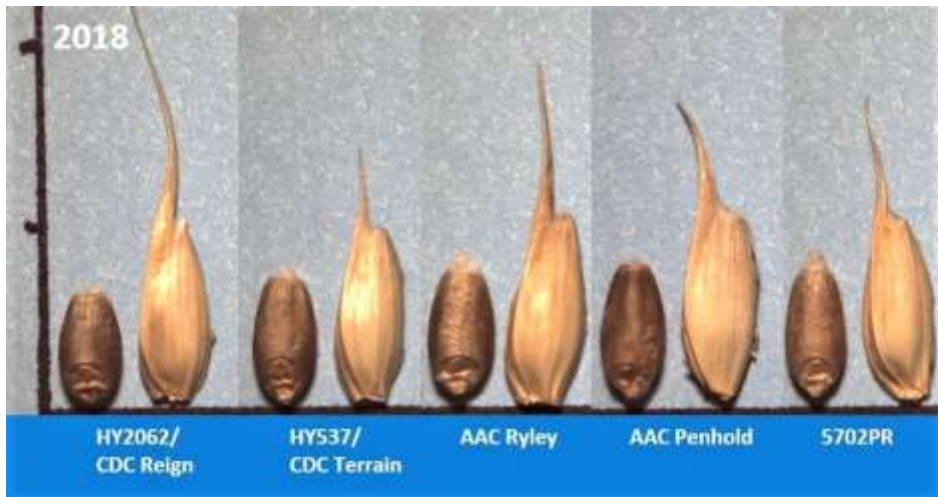 2018
HY2062/
CDC Reign
HY537/
CDC Terrain
AAC Ryley
AAC Penhold
5702PR